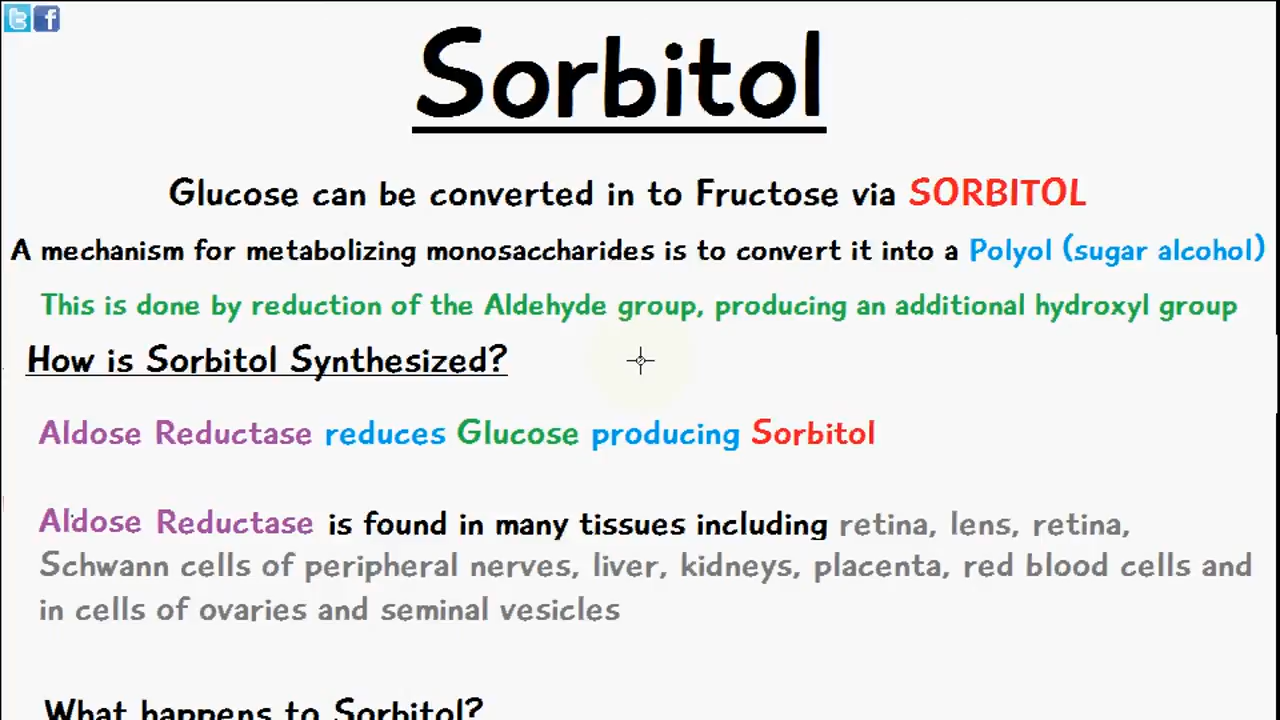 Sorbitol
Glucose can be converted in to Fructose via SORBITOL
A mechanism for metabolizing monosaccharides is to convert it into a Polyol (sugar alcohol)
This is done by reduction of the Aldehyde group, producing an additional hydroxyl group
How is Sorbitol Synthesized?
Aldose Reductase reduces Glucose producing Sorbitol
Aldose Reductase is found in many tissues including retina, lens, retina,
Schwann cells of peripheral nerves, liver, kidneys, placenta, red blood cells and
in cells of ovaries and seminal vesicles
What happens to Sorbitol?